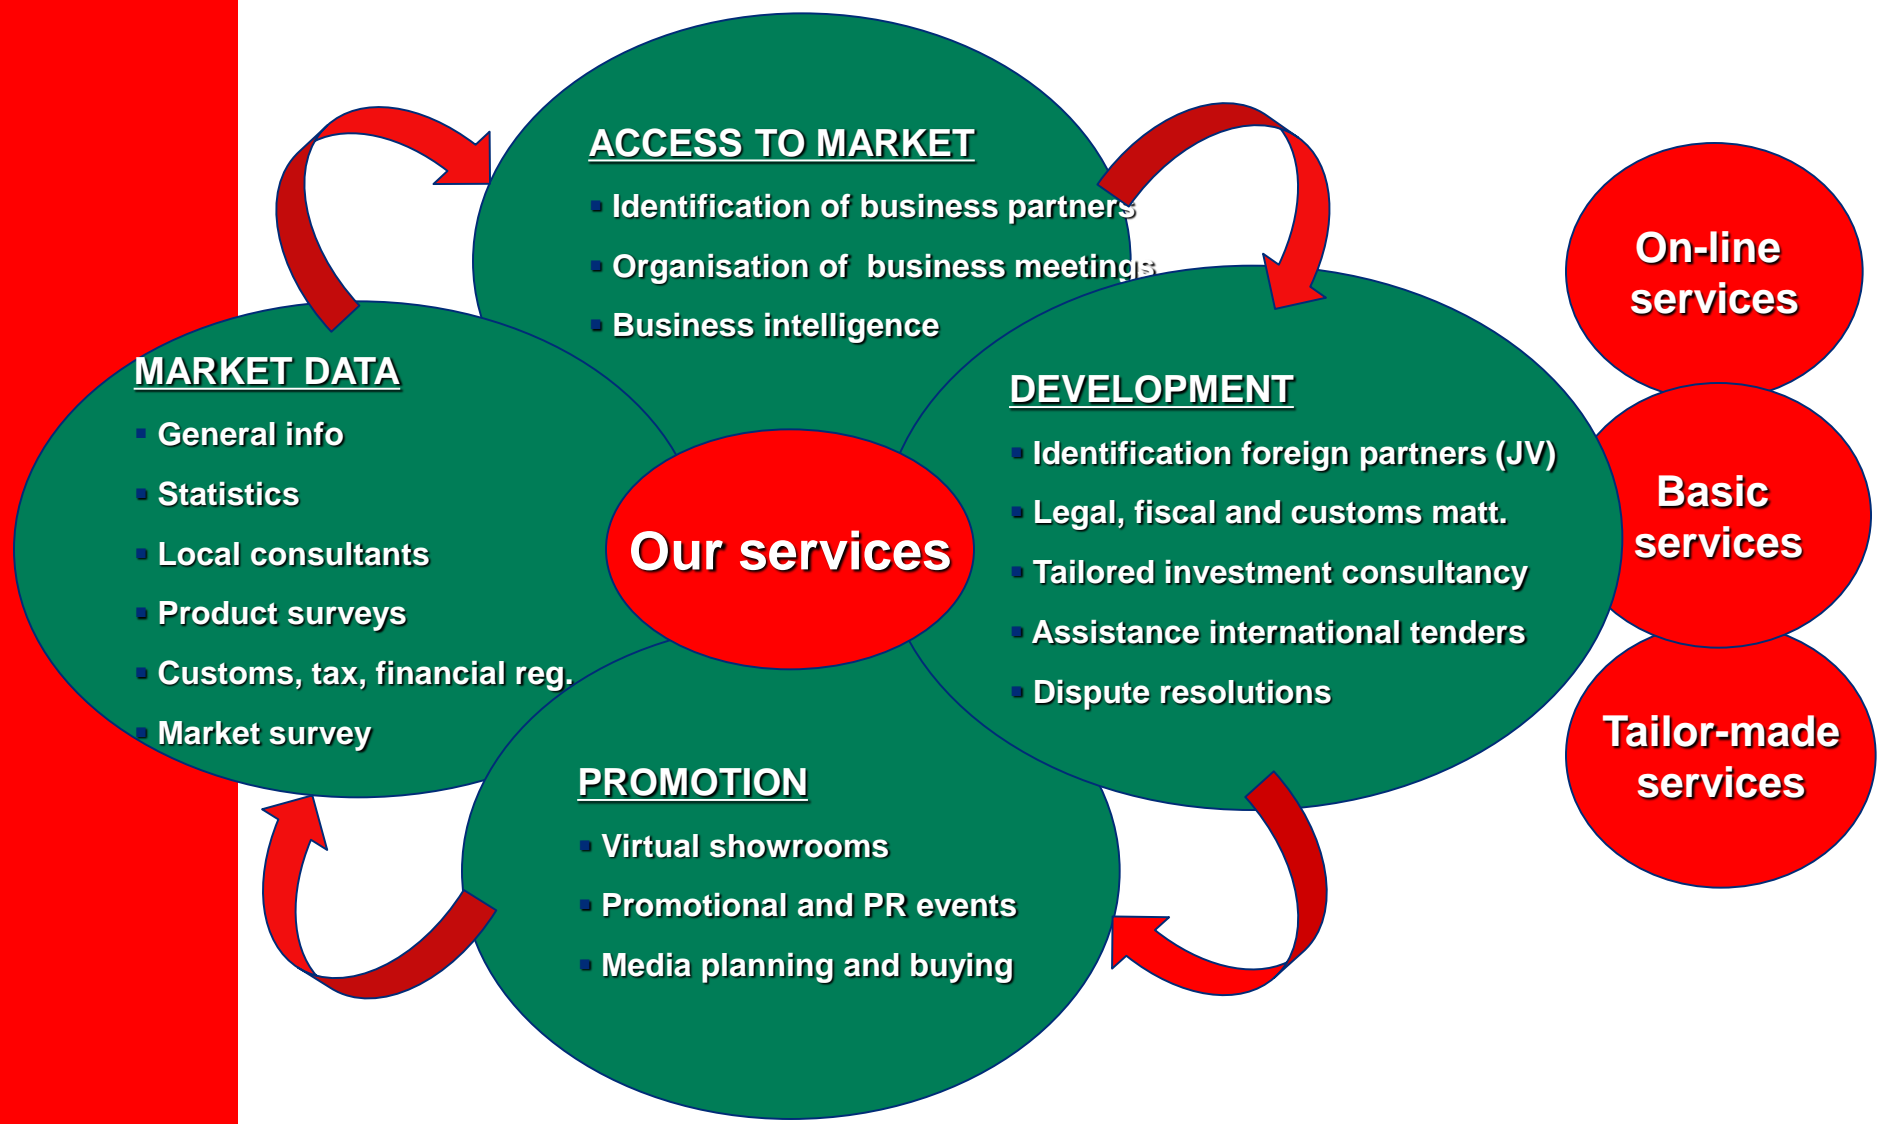 ACCESS TO MARKET
▪ Identification of business partners
▪ Organisation of  business meetings
▪ Business intelligence
MARKET DATA
▪ General info
▪ Statistics
▪ Local consultants
▪ Product surveys
▪ Customs, tax, financial reg.
▪ Market survey
Our services
DEVELOPMENT
▪ Identification foreign partners (JV)
▪ Legal, fiscal and customs matt.
▪ Tailored investment consultancy
▪ Assistance international tenders
▪ Dispute resolutions
PROMOTION
▪ Virtual showrooms
▪ Promotional and PR events
▪ Media planning and buying
On-line
services
Basic
services
Tailor-made
services